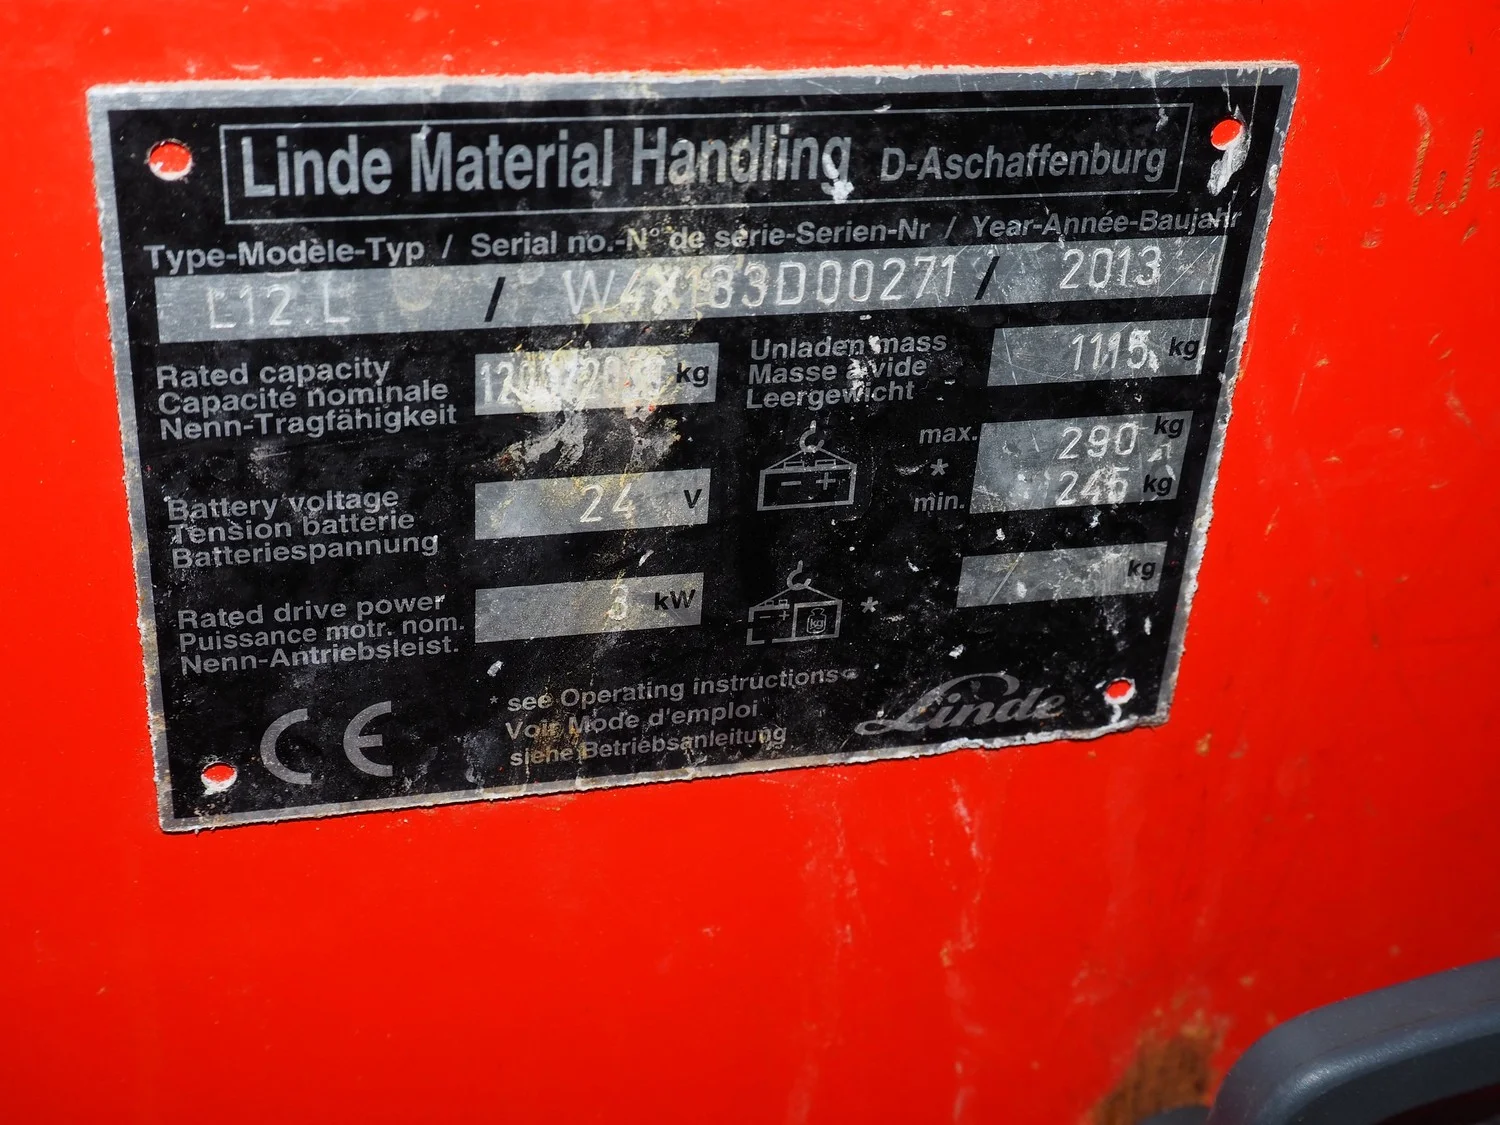 Linde Material Handling D-Aschaffenburg
Type-Modèle-Typ / Serial no.-N° de série-Serien-Nr / Year-Année-Baujahr
L12 L / W4X183D00271 / 2013
Rated capacity
Capacité nominale
Nenn-Tragfähigkeit
kg
Unladen mass
Masse à vide
Leergewicht
1115 kg
Battery voltage
Tension batterie
Batteriespannung
24 V
max. 290 kg
*
min. 245 kg
- +
Rated drive power
Puissance motr. nom.
Nenn-Antriebsleist.
3 kW
- + kg *
kg
CE
* see Operating instructions
Voir Mode d'emploi
siehe Betriebsanleitung
Linde